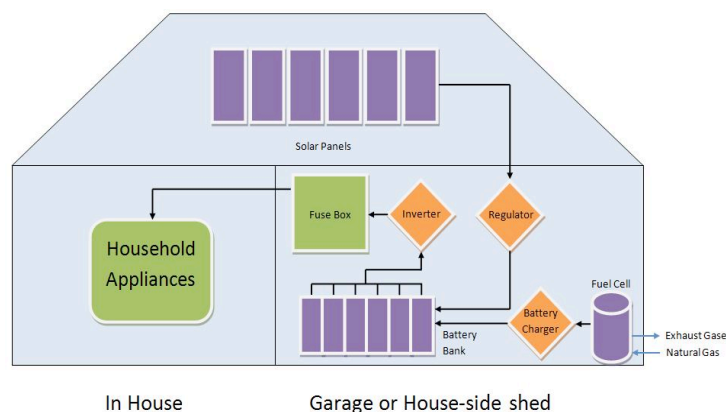 Solar Panels
Fuse Box
Inverter
Regulator
Household
Appliances
Fuel Cell
Battery
Charger
Battery
Bank
Exhaust Gase
Natural Gas
In House
Garage or House-side shed